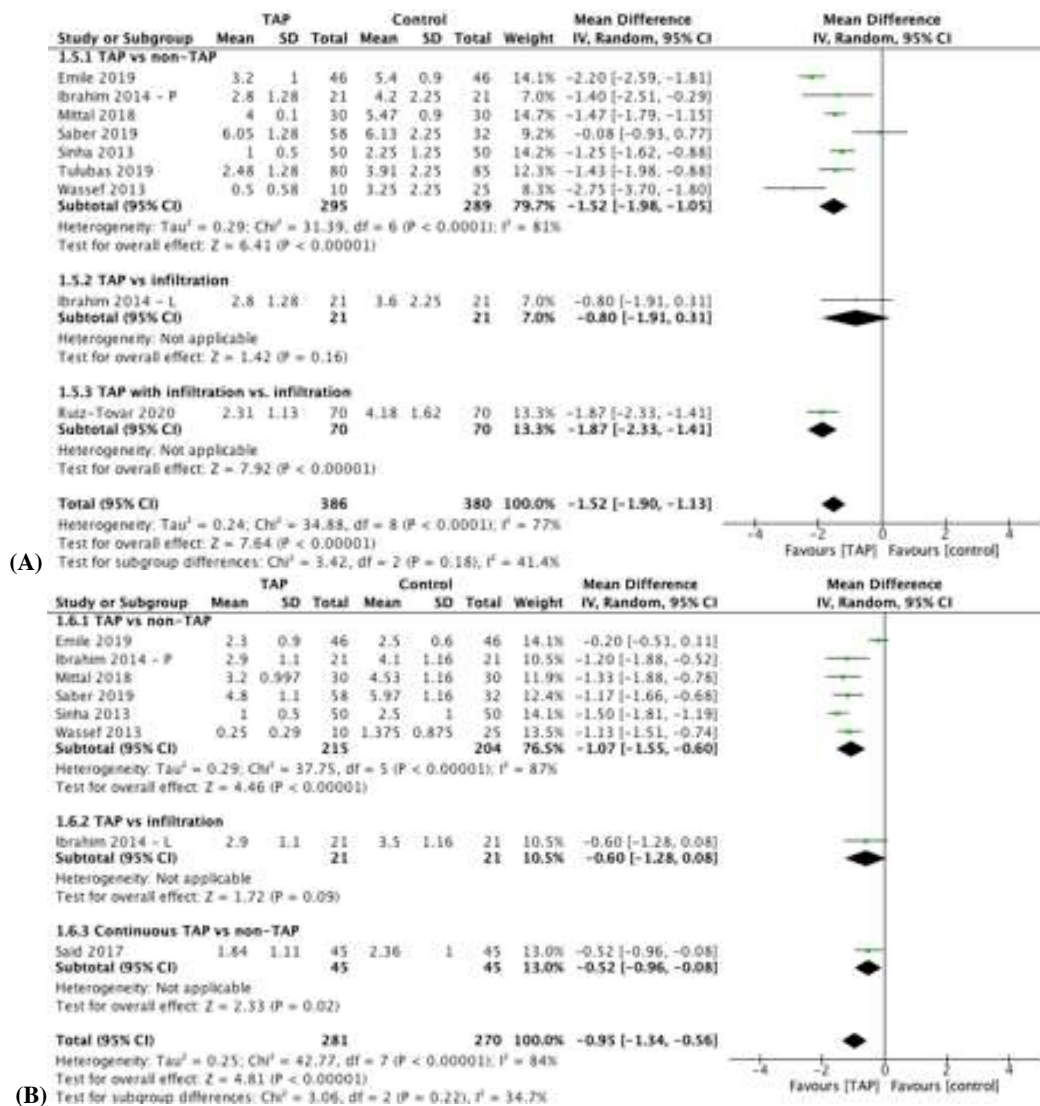 TAP Control Mean Difference Mean Difference
Study or Subgroup Mean SD Total Mean SD Total Weight IV, Random, 95% CI IV, Random, 95% CI
1.5.1 TAP vs non-TAP
Emile 2019 3.2 1 46 5.4 0.9 46 14.1% -2.20 [-2.59, -1.81]
Ibrahim 2014 - P 2.8 1.28 21 4.2 2.25 21 7.0% -1.40 [-2.51, -0.29]
Mittal 2018 4 0.1 30 5.47 0.9 30 14.7% -1.47 [-1.79, -1.15]
Saber 2019 6.05 1.28 58 6.13 2.25 32 9.2% -0.08 [-0.93, 0.77]
Sinha 2013 1 0.5 50 2.25 1.25 50 14.2% -1.25 [-1.62, -0.88]
Tulubas 2019 2.48 1.28 80 3.91 2.25 85 12.3% -1.43 [-1.98, -0.88]
Wassef 2013 0.5 0.58 10 3.25 2.25 25 8.3% -2.75 [-3.70, -1.80]
Subtotal (95% CI) 295 289 79.7% -1.52 [-1.98, -1.05]
Heterogeneity: Tau² = 0.29; Chi² = 31.39, df = 6 (P < 0.0001); I² = 81%
Test for overall effect: Z = 6.41 (P < 0.00001)
1.5.2 TAP vs infiltration
Ibrahim 2014 - L 2.8 1.28 21 3.6 2.25 21 7.0% -0.80 [-1.91, 0.31]
Subtotal (95% CI) 21 21 7.0% -0.80 [-1.91, 0.31]
Heterogeneity: Not applicable
Test for overall effect: Z = 1.42 (P = 0.16)
1.5.3 TAP with infiltration vs. infiltration
Ruiz-Tovar 2020 2.31 1.13 70 4.18 1.62 70 13.3% -1.87 [-2.33, -1.41]
Subtotal (95% CI) 70 70 13.3% -1.87 [-2.33, -1.41]
Heterogeneity: Not applicable
Test for overall effect: Z = 7.92 (P < 0.00001)
Total (95% CI) 386 380 100.0% -1.52 [-1.90, -1.13]
Heterogeneity: Tau² = 0.24; Chi² = 34.88, df = 8 (P < 0.0001); I² = 77%
Test for overall effect: Z = 7.64 (P < 0.00001)
Test for subgroup differences: Chi² = 3.42, df = 2 (P = 0.18), I² = 41.4%
-4 -2 0 2 4
Favours [TAP] Favours [control]
(A)
TAP Control Mean Difference Mean Difference
Study or Subgroup Mean SD Total Mean SD Total Weight IV, Random, 95% CI IV, Random, 95% CI
1.6.1 TAP vs non-TAP
Emile 2019 2.3 0.9 46 2.5 0.6 46 14.1% -0.20 [-0.51, 0.11]
Ibrahim 2014 - P 2.9 1.1 21 4.1 1.16 21 10.5% -1.20 [-1.88, -0.52]
Mittal 2018 3.2 0.997 30 4.53 1.16 30 11.9% -1.33 [-1.88, -0.78]
Saber 2019 4.8 1.1 58 5.97 1.16 32 12.4% -1.17 [-1.66, -0.68]
Sinha 2013 1 0.5 50 2.5 1 50 14.1% -1.50 [-1.81, -1.19]
Wassef 2013 0.25 0.29 10 1.375 0.875 25 13.5% -1.13 [-1.51, -0.74]
Subtotal (95% CI) 215 204 76.5% -1.07 [-1.55, -0.60]
Heterogeneity: Tau² = 0.29; Chi² = 37.75, df = 5 (P < 0.00001); I² = 87%
Test for overall effect: Z = 4.46 (P < 0.00001)
1.6.2 TAP vs infiltration
Ibrahim 2014 - L 2.9 1.1 21 3.5 1.16 21 10.5% -0.60 [-1.28, 0.08]
Subtotal (95% CI) 21 21 10.5% -0.60 [-1.28, 0.08]
Heterogeneity: Not applicable
Test for overall effect: Z = 1.72 (P = 0.09)
1.6.3 Continuous TAP vs non-TAP
Said 2017 1.84 1.11 45 2.36 1 45 13.0% -0.52 [-0.96, -0.08]
Subtotal (95% CI) 45 45 13.0% -0.52 [-0.96, -0.08]
Heterogeneity: Not applicable
Test for overall effect: Z = 2.33 (P = 0.02)
Total (95% CI) 281 270 100.0% -0.95 [-1.34, -0.56]
Heterogeneity: Tau² = 0.25; Chi² = 42.77, df = 7 (P < 0.00001); I² = 84%
Test for overall effect: Z = 4.81 (P < 0.00001)
Test for subgroup differences: Chi² = 3.06, df = 2 (P = 0.22), I² = 34.7%
-4 -2 0 2 4
Favours [TAP] Favours [control]
(B)